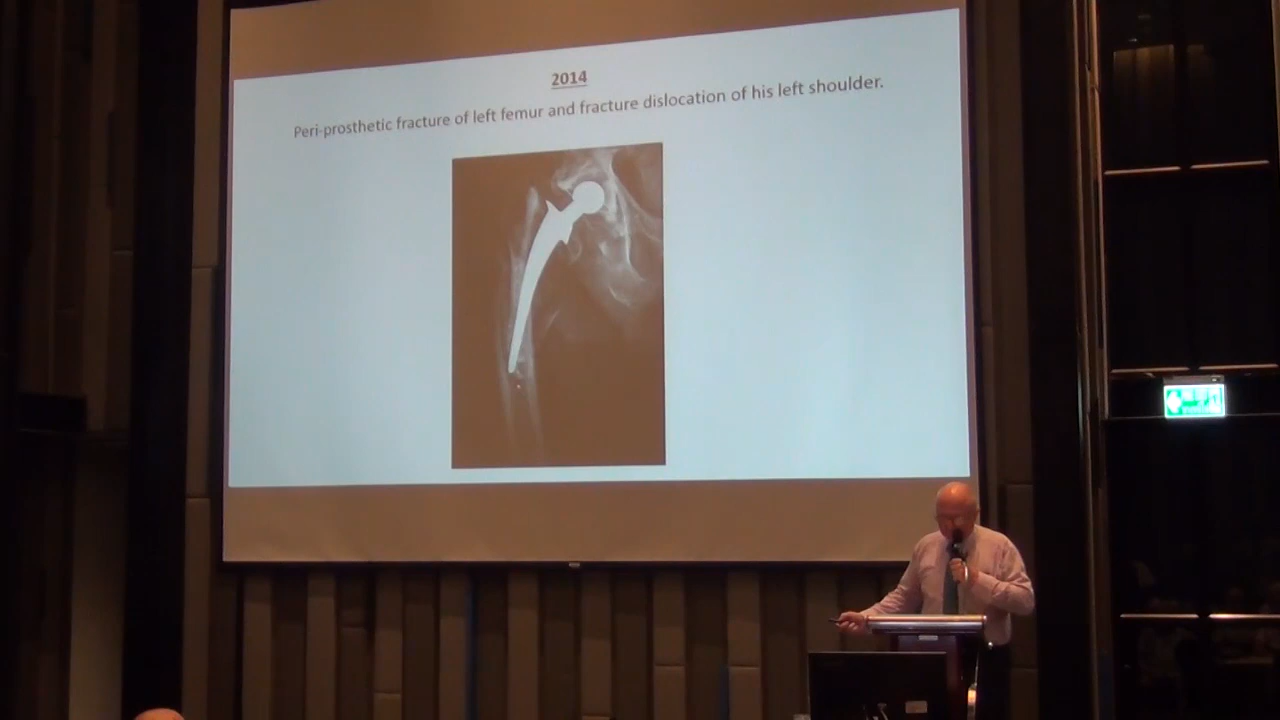 2014
Peri-prosthetic fracture of left femur and fracture dislocation of his left shoulder.